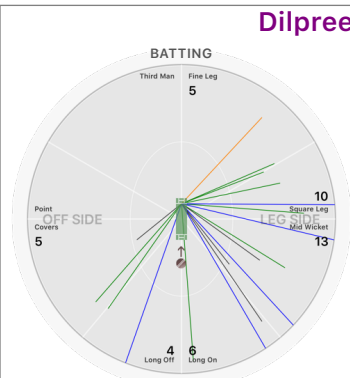 Dilpree
BATTING
Third Man Fine Leg
5
10
Point Square Leg
OFF SIDE LEG SIDE
Covers Mid Wicket
5 13
4 6
Long Off Long On